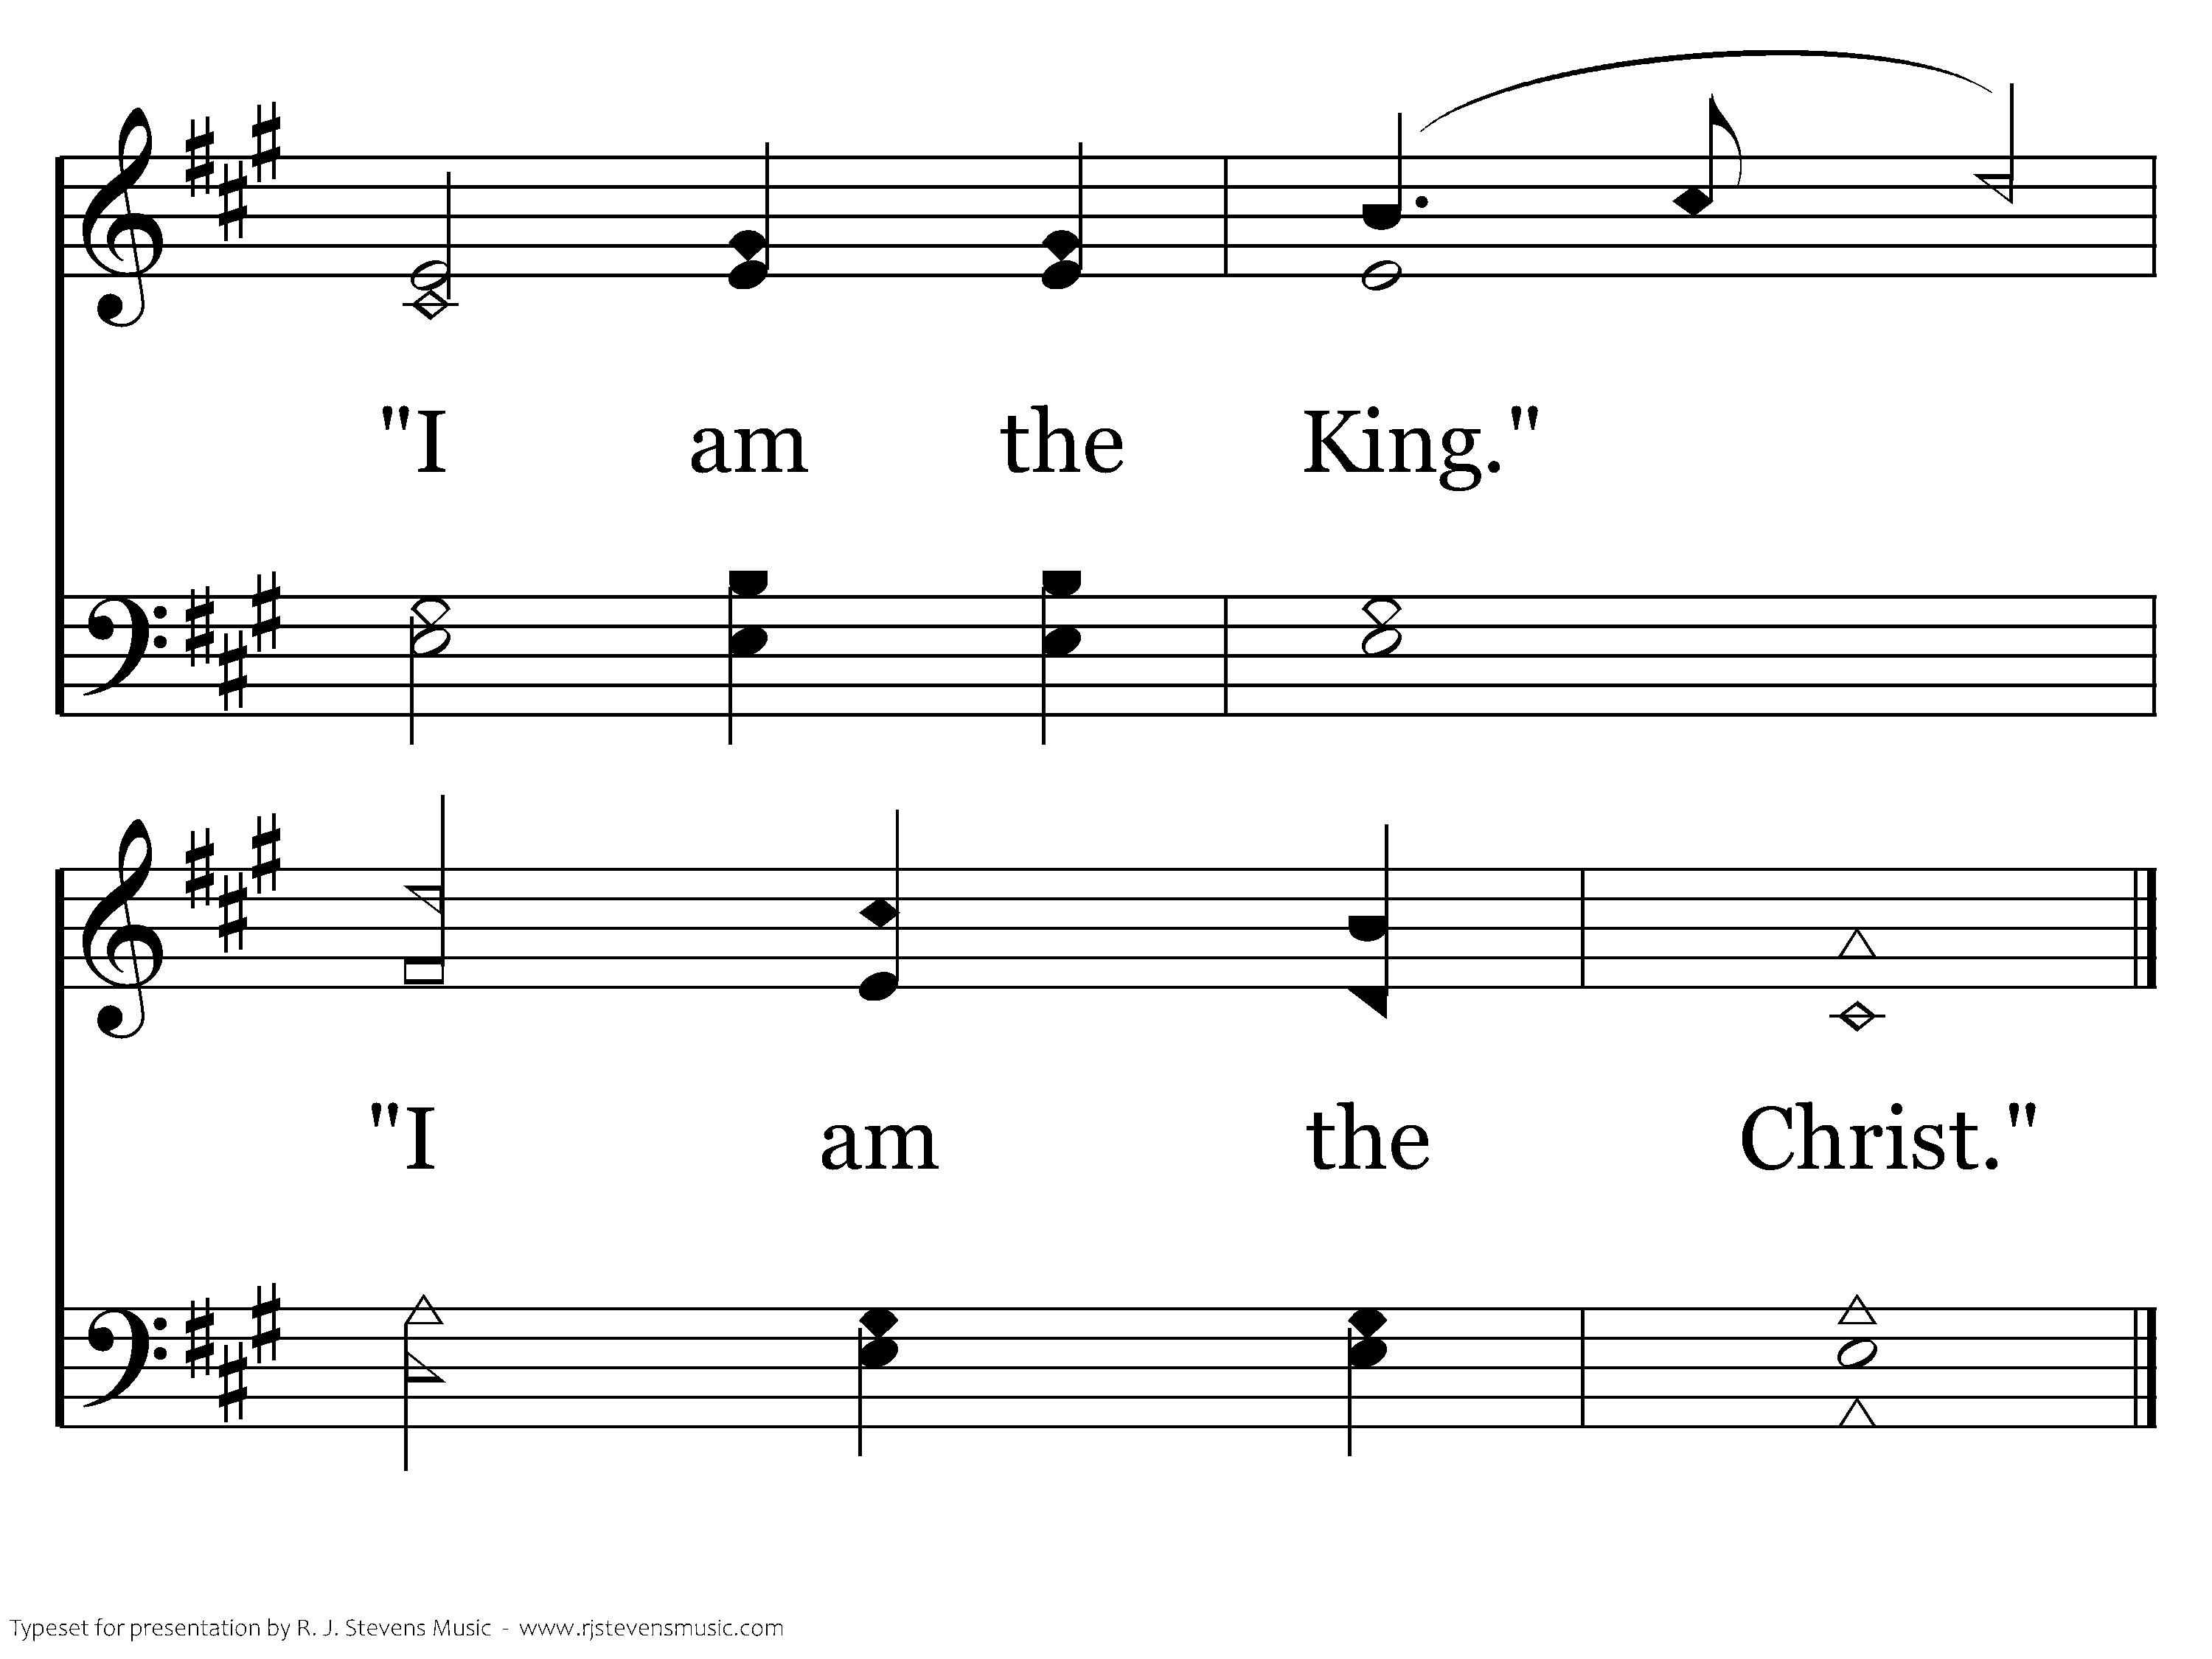 "I am the King."
"I am the Christ."
Typeset for presentation by R. J. Stevens Music - www.rjstevensmusic.com